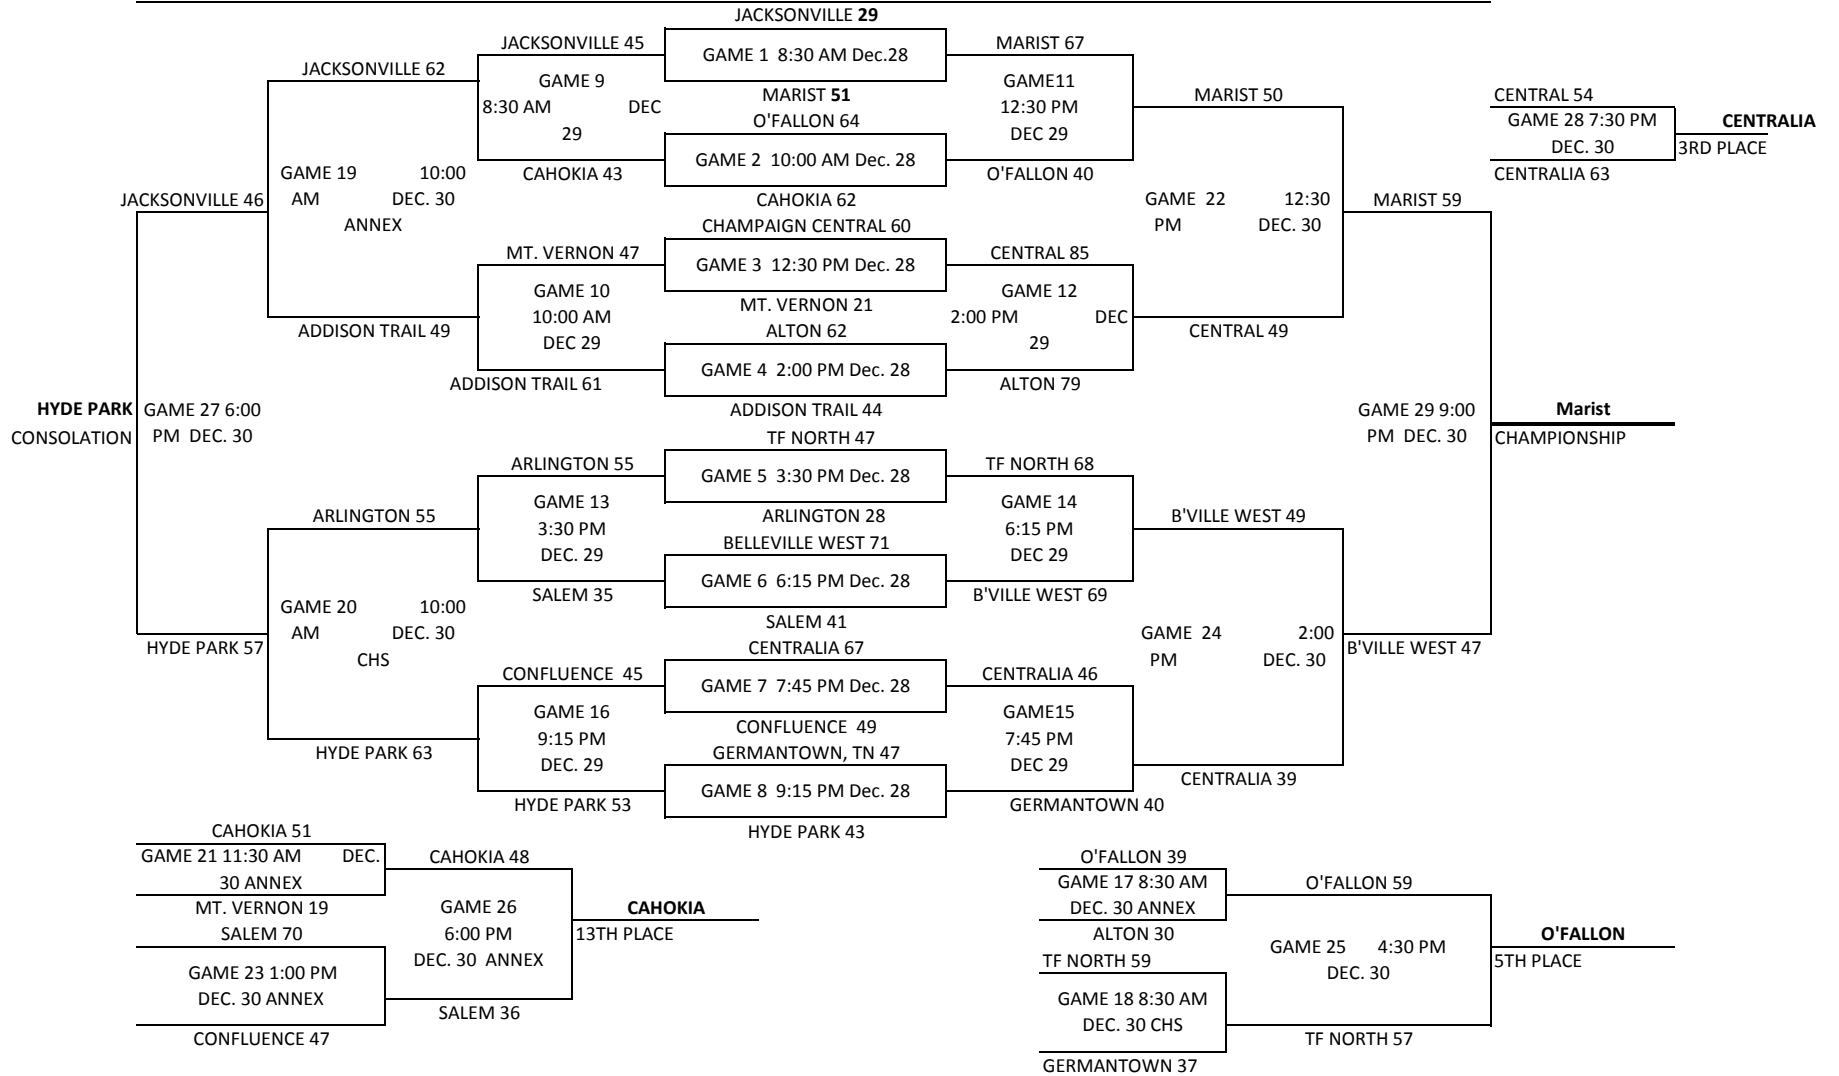 JACKSONVILLE 29
JACKSONVILLE 45
GAME 1 8:30 AM Dec.28
MARIST 67
JACKSONVILLE 62
GAME 9
8:30 AM DEC
29
MARIST 51
O'FALLON 64
GAME11
12:30 PM
DEC 29
MARIST 50
CENTRAL 54
GAME 28 7:30 PM
DEC. 30
CENTRALIA
3RD PLACE
CENTRALIA 63
GAME 2 10:00 AM Dec. 28
CAHOKIA 43
O'FALLON 40
GAME 19 10:00
AM DEC. 30
ANNEX
CAHOKIA 62
CHAMPAIGN CENTRAL 60
GAME 22 12:30
PM DEC. 30
JACKSONVILLE 46
MARIST 59
MT. VERNON 47
GAME 3 12:30 PM Dec. 28
CENTRAL 85
GAME 10
10:00 AM
DEC 29
MT. VERNON 21
ALTON 62
GAME 12
2:00 PM DEC
29
ADDISON TRAIL 49
CENTRAL 49
GAME 4 2:00 PM Dec. 28
ADDISON TRAIL 61
ALTON 79
ADDISON TRAIL 44
TF NORTH 47
HYDE PARK
CONSOLATION
GAME 27 6:00
PM DEC. 30
GAME 29 9:00
PM DEC. 30
Marist
CHAMPIONSHIP
ARLINGTON 55
GAME 5 3:30 PM Dec. 28
TF NORTH 68
GAME 13
3:30 PM
DEC. 29
ARLINGTON 28
BELLEVILLE WEST 71
GAME 14
6:15 PM
DEC 29
ARLINGTON 55
B'VILLE WEST 49
GAME 6 6:15 PM Dec. 28
SALEM 35
B'VILLE WEST 69
GAME 20 10:00
AM DEC. 30
CHS
SALEM 41
CENTRALIA 67
GAME 24 2:00
PM DEC. 30
HYDE PARK 57
B'VILLE WEST 47
CONFLUENCE 45
GAME 7 7:45 PM Dec. 28
CENTRALIA 46
GAME 16
9:15 PM
DEC. 29
CONFLUENCE 49
GERMANTOWN, TN 47
GAME15
7:45 PM
DEC 29
HYDE PARK 63
CENTRALIA 39
GAME 8 9:15 PM Dec. 28
HYDE PARK 53
GERMANTOWN 40
HYDE PARK 43
CAHOKIA 51
GAME 21 11:30 AM DEC.
30 ANNEX
MT. VERNON 19
SALEM 70
GAME 23 1:00 PM
DEC. 30 ANNEX
CONFLUENCE 47
CAHOKIA 48
GAME 26
6:00 PM
DEC. 30 ANNEX
SALEM 36
CAHOKIA
13TH PLACE
O'FALLON 39
GAME 17 8:30 AM
DEC. 30 ANNEX
ALTON 30
TF NORTH 59
GAME 18 8:30 AM
DEC. 30 CHS
GERMANTOWN 37
O'FALLON 59
GAME 25 4:30 PM
DEC. 30
TF NORTH 57
O'FALLON
5TH PLACE